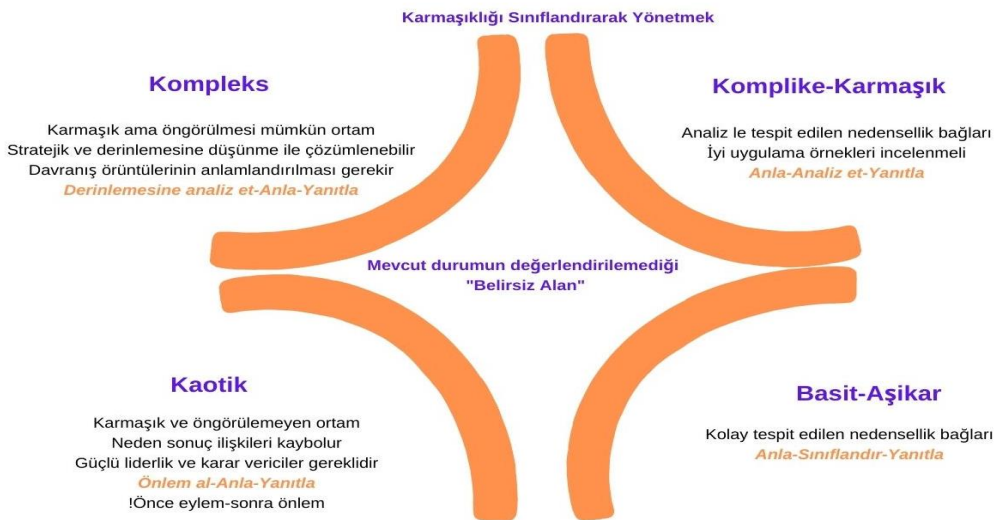 Karmaşıklığı Sınıflandırarak Yönetmek
Kompleks
Karmaşık ama öngörülmesi mümkün ortam
Stratejik ve derinlemesine düşünme ile çözümlenebilir
Davranış örüntülerinin anlamlandırılması gerekir
Derinlemesine analiz et-Anla-Yanıtla
Komplike-Karmaşık
Analiz le tespit edilen nedensellik bağları
İyi uygulama örnekleri incelenmeli
Anla-Analiz et-Yanıtla
Mevcut durumun değerlendirilemediği
"Belirsiz Alan"
Kaotik
Karmaşık ve öngörülemeyen ortam
Neden sonuç ilişkileri kaybolur
Güçlü liderlik ve karar vericiler gereklidir
Önlem al-Anla-Yanıtla
!Önce eylem-sonra önlem
Basit-Aşikar
Kolay tespit edilen nedensellik bağları
Anla-Sınıflandır-Yanıtla